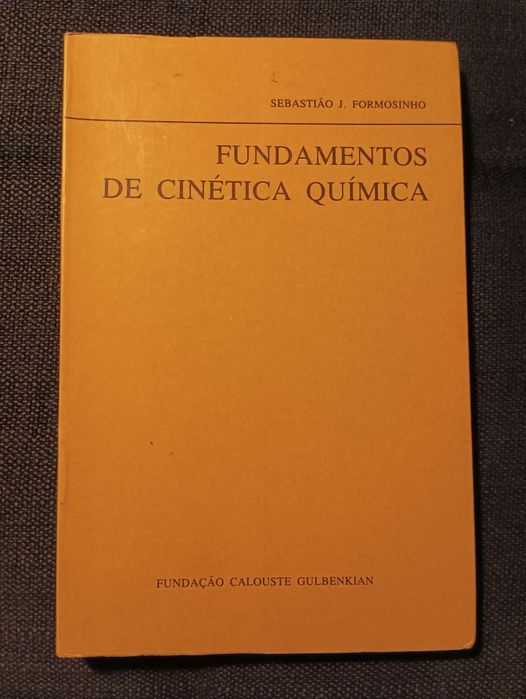 SEBASTIÃO J. FORMOSINHO
FUNDAMENTOS
DE CINÉTICA QUÍMICA
FUNDAÇÃO CALOUSTE GULBENKIAN